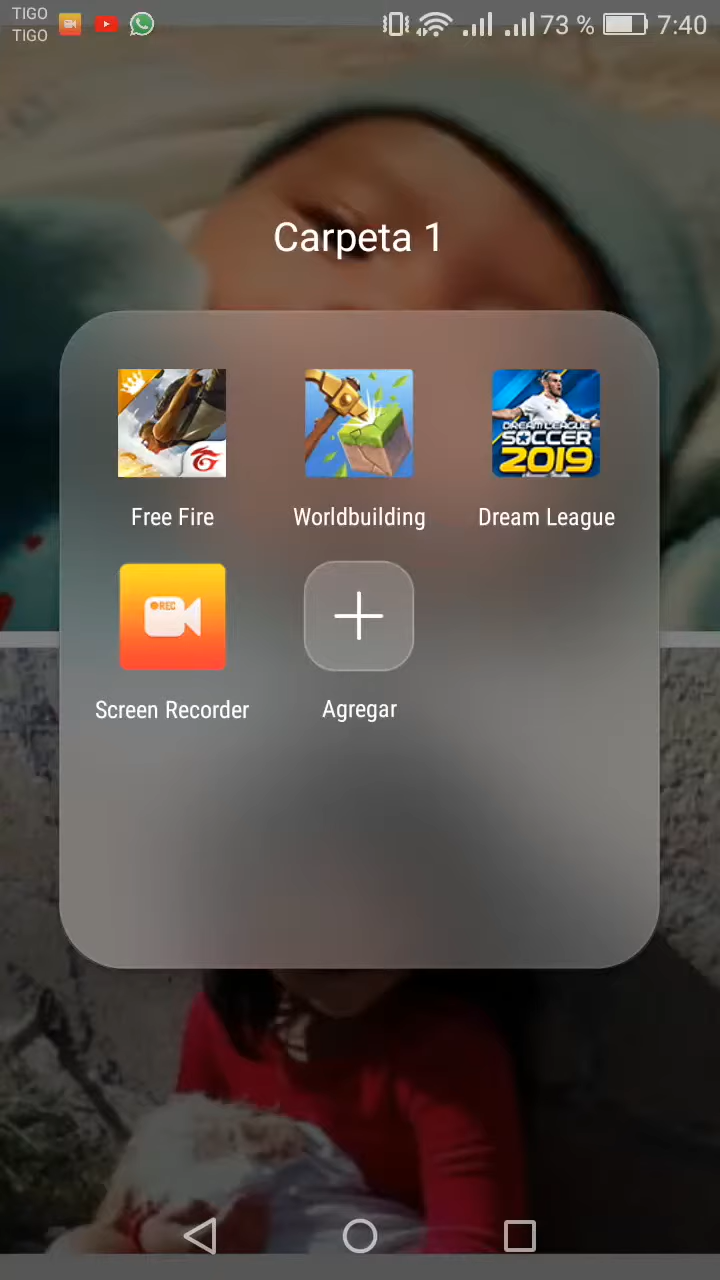 TIGO
TIGO
73 %
7:40
Carpeta 1
DREAM LEAGUE
SOCCER
2019
Free Fire
Worldbuilding
Dream League
REC
Screen Recorder
Agregar